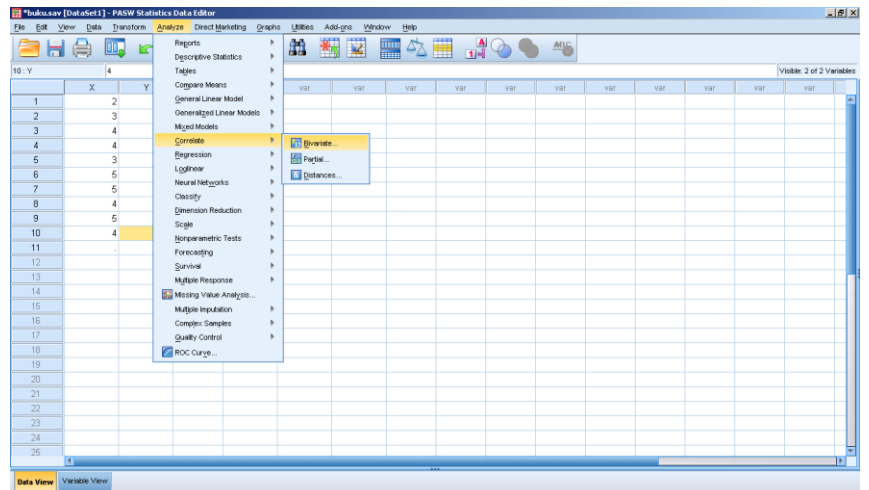 *buku.sav [DataSet1] - PASW Statistics Data Editor
File Edit View Data Transform Analyze Direct Marketing Graphs Utilities Add-ons Window Help
10 : Y 4 Visible: 2 of 2 Variables
X Y var var var var var var var var
1 2
2 3
3 4
4 4
5 3
6 5
7 5
8 4
9 5
10 4
11 .
12
13
14
15
16
17
18
19
20
21
22
23
24
25
Reports
Descriptive Statistics
Tables
Compare Means
General Linear Model
Generalized Linear Models
Mixed Models
Correlate
Regression
Loglinear
Neural Networks
Classify
Dimension Reduction
Scale
Nonparametric Tests
Forecasting
Survival
Multiple Response
Missing Value Analysis...
Multiple Imputation
Complex Samples
Quality Control
ROC Curve...
Bivariate...
Partial...
Distances...
Data View Variable View